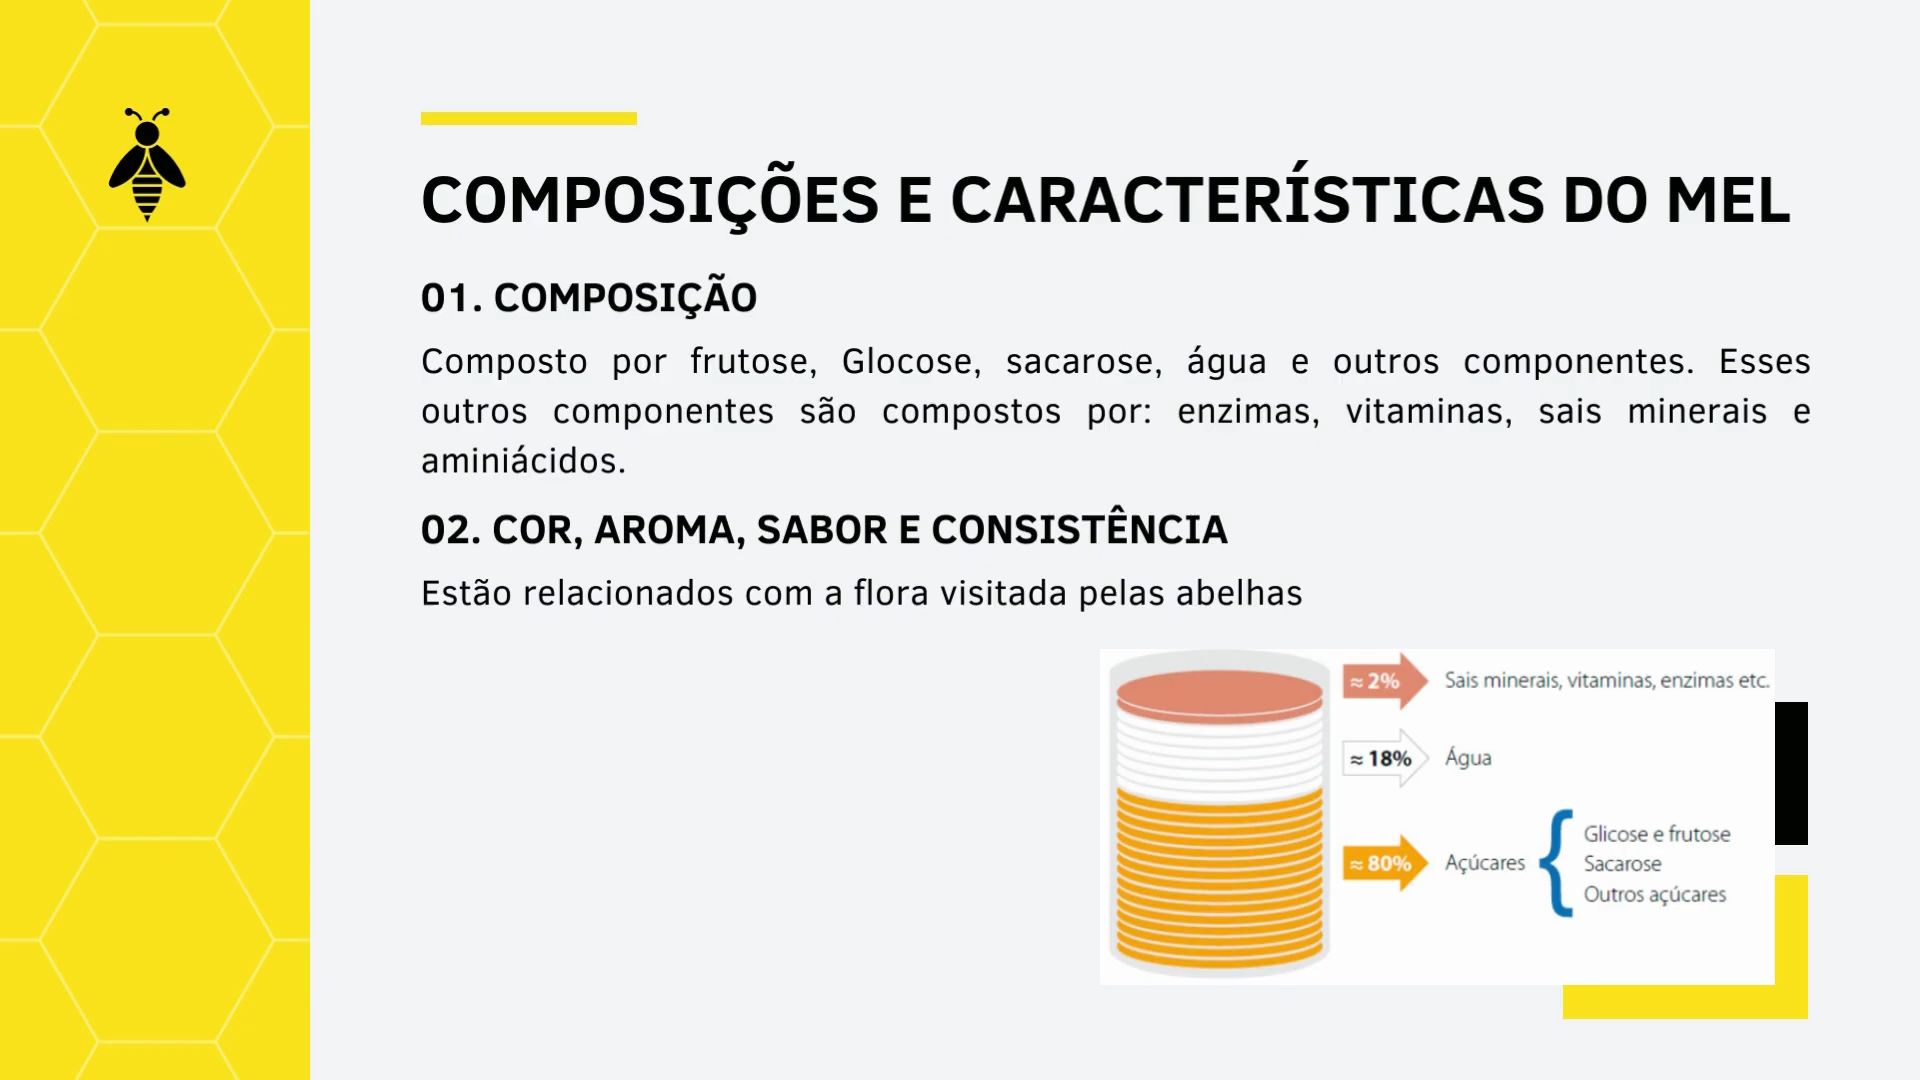 COMPOSIÇÕES E CARACTERÍSTICAS DO MEL
01. COMPOSIÇÃO
Composto por frutose, Glocose, sacarose, água e outros componentes. Esses
outros componentes são compostos por: enzimas, vitaminas, sais minerais e
aminiácidos.
02. COR, AROMA, SABOR E CONSISTÊNCIA
Estão relacionados com a flora visitada pelas abelhas
≈ 2% Sais minerais, vitaminas, enzimas etc.
≈ 18% Água
≈ 80% Açúcares
Glicose e frutose
Sacarose
Outros açúcares